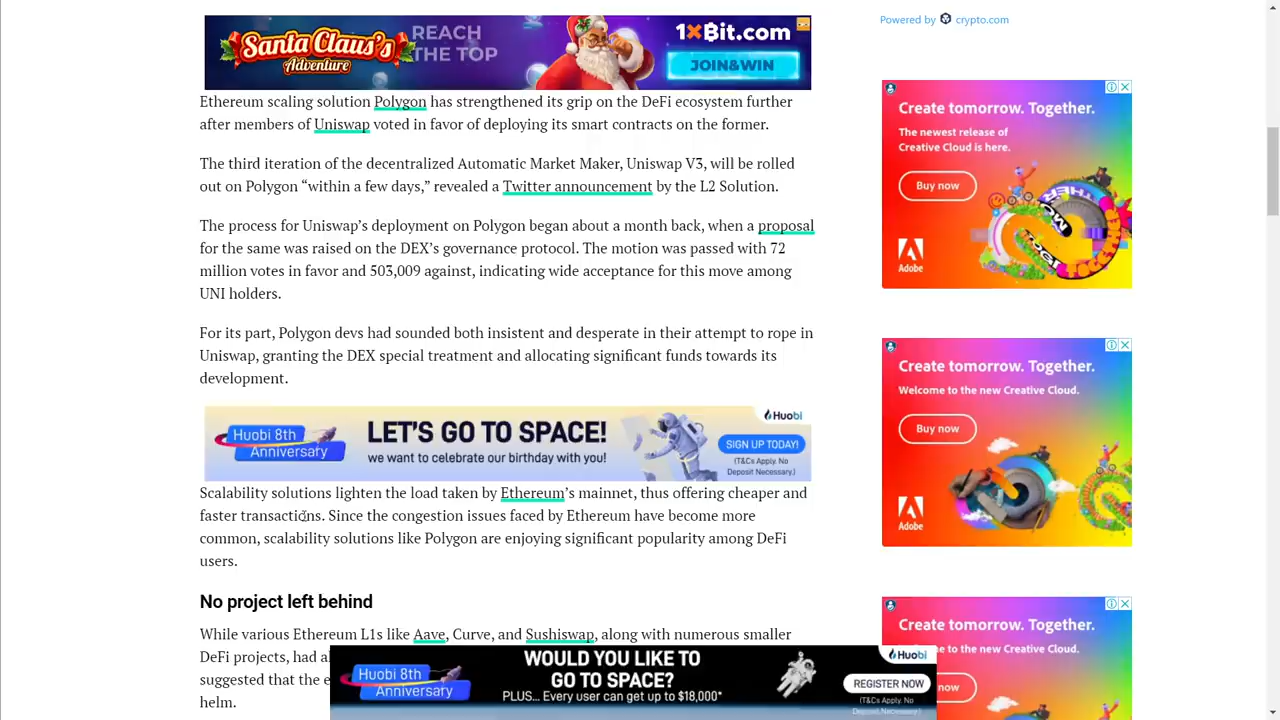 Santa Claus's
Adventure
REACH
THE TOP
1XBit.com
JOIN&WIN
Powered by crypto.com
Ethereum scaling solution Polygon has strengthened its grip on the DeFi ecosystem further
after members of Uniswap voted in favor of deploying its smart contracts on the former.
The third iteration of the decentralized Automatic Market Maker, Uniswap V3, will be rolled
out on Polygon “within a few days,” revealed a Twitter announcement by the L2 Solution.
The process for Uniswap’s deployment on Polygon began about a month back, when a proposal
for the same was raised on the DEX’s governance protocol. The motion was passed with 72
million votes in favor and 503,009 against, indicating wide acceptance for this move among
UNI holders.
For its part, Polygon devs had sounded both insistent and desperate in their attempt to rope in
Uniswap, granting the DEX special treatment and allocating significant funds towards its
development.
Huobi 8th
Anniversary
LET'S GO TO SPACE!
we want to celebrate our birthday with you!
Huobi
SIGN UP TODAY!
(T&Cs Apply. No
Deposit Necessary.)
Scalability solutions lighten the load taken by Ethereum’s mainnet, thus offering cheaper and
faster transactions. Since the congestion issues faced by Ethereum have become more
common, scalability solutions like Polygon are enjoying significant popularity among DeFi
users.
No project left behind
While various Ethereum L1s like Aave, Curve, and Sushiswap, along with numerous smaller
DeFi projects, had al
suggested that the e
helm.
Huobi 8th
Anniversary
WOULD YOU LIKE TO
GO TO SPACE?
PLUS... Every user can get up to $18,000*
Huobi
REGISTER NOW
(T&Cs Apply. No
Deposit Necessary.)
Create tomorrow. Together.
The newest release of
Creative Cloud is here.
Buy now
Adobe
Create tomorrow. Together.
Welcome to the new Creative Cloud.
Buy now
Adobe
Create tomorrow. Together.
e to the new Creative Cloud.
now